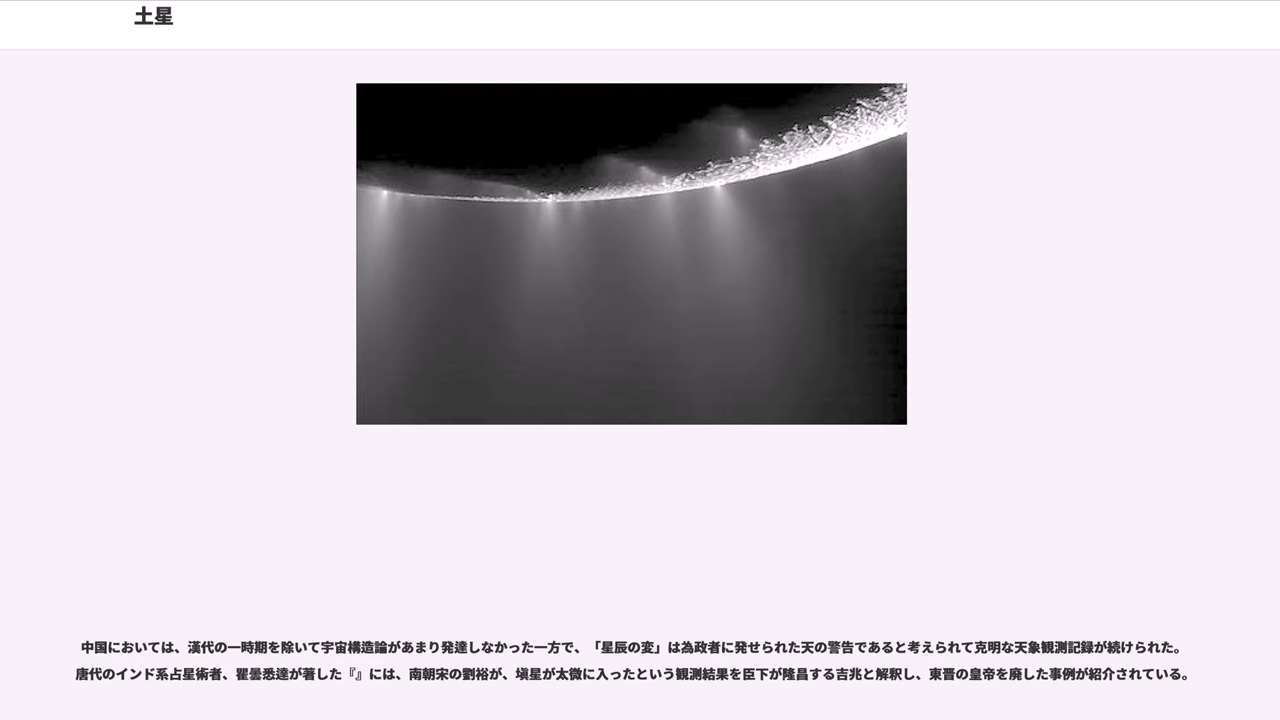 土星
中国においては、漢代の一時期を除いて宇宙構造論があまり発達しなかった一方で、「星辰の変」は為政者に発せられた天の警告であると考えられて克明な天象観測記録が続けられた。
唐代のインド系占星術者、瞿曇悉達が著した『』には、南朝宋の劉裕が、塡星が太微に入ったという観測結果を臣下が隆昌する吉兆と解釈し、東晋の皇帝を廃した事例が紹介されている。